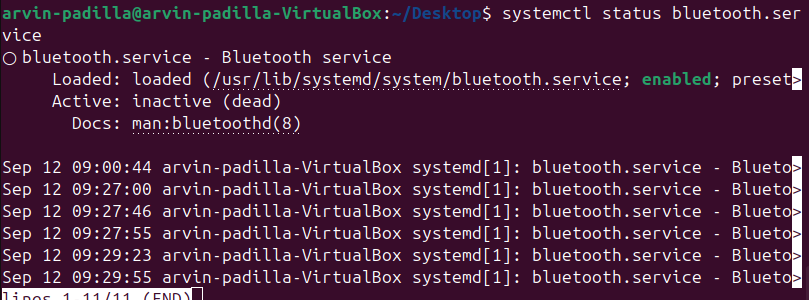 arvin-padilla@arvin-padilla-VirtualBox:~/Desktop$ systemctl status bluetooth.ser
vice
○ bluetooth.service - Bluetooth service
     Loaded: loaded (/usr/lib/systemd/system/bluetooth.service; enabled; preset>
     Active: inactive (dead)
       Docs: man:bluetoothd(8)

Sep 12 09:00:44 arvin-padilla-VirtualBox systemd[1]: bluetooth.service - Blueto>
Sep 12 09:27:00 arvin-padilla-VirtualBox systemd[1]: bluetooth.service - Blueto>
Sep 12 09:27:46 arvin-padilla-VirtualBox systemd[1]: bluetooth.service - Blueto>
Sep 12 09:27:55 arvin-padilla-VirtualBox systemd[1]: bluetooth.service - Blueto>
Sep 12 09:29:23 arvin-padilla-VirtualBox systemd[1]: bluetooth.service - Blueto>
Sep 12 09:29:55 arvin-padilla-VirtualBox systemd[1]: bluetooth.service - Blueto>
lines 1-11/11 (END)